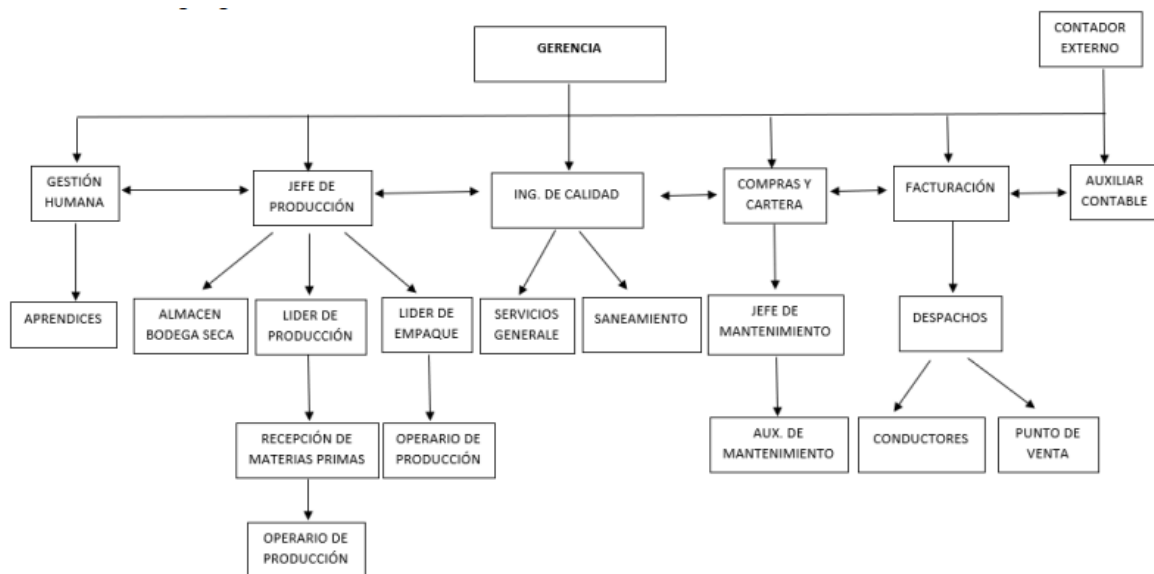 GERENCIA
CONTADOR
EXTERNO
GESTIÓN
HUMANA
JEFE DE
PRODUCCIÓN
ING. DE CALIDAD
COMPRAS Y
CARTERA
FACTURACIÓN
AUXILIAR
CONTABLE
APRENDICES
ALMACEN
BODEGA SECA
LIDER DE
PRODUCCIÓN
LIDER DE
EMPAQUE
SERVICIOS
GENERALE
SANEAMIENTO
JEFE DE
MANTENIMIENTO
DESPACHOS
RECEPCIÓN DE
MATERIAS PRIMAS
OPERARIO DE
PRODUCCIÓN
AUX. DE
MANTENIMIENTO
CONDUCTORES
PUNTO DE
VENTA
OPERARIO DE
PRODUCCIÓN